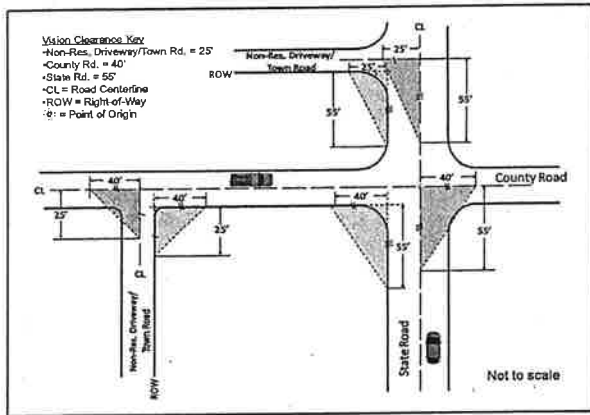 Vision Clearance Key
•Non-Res. Driveway/Town Rd. = 25'
•County Rd. = 40'
•State Rd. = 55'
•CL = Road Centerline
•ROW = Right-of-Way
= Point of Origin
CL
25'
Non-Res. Driveway/
Town Road
ROW
25'
55'
55'
40'
40'
40'
40'
County Road
CL
25'
25'
55'
55'
CL
Non-Res. Driveway/
Town Road
ROW
State Road
Not to scale